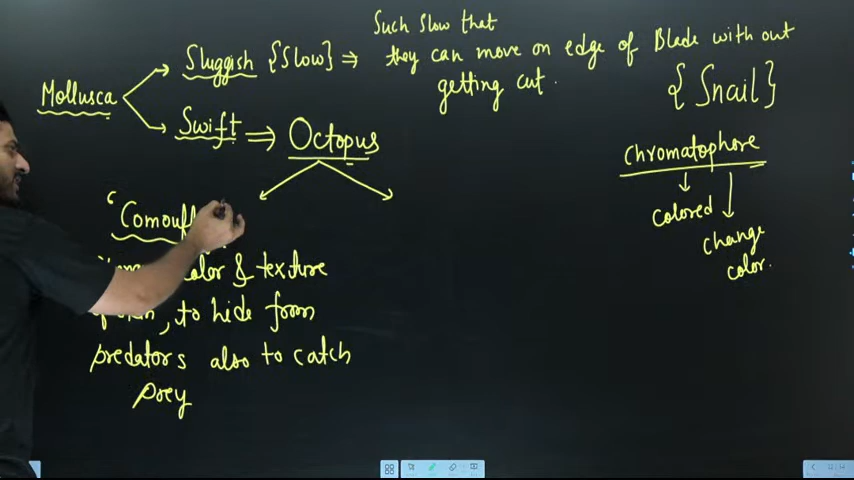 Such Slow that
Mollusca
Sluggish {Slow} ⇒ they can move on edge of Blade with out
getting cut.
{Snail}
Swift ⇒ Octopus
Chromatophore
colored
change
color.
color & texture
, to hide from
predators also to catch
prey